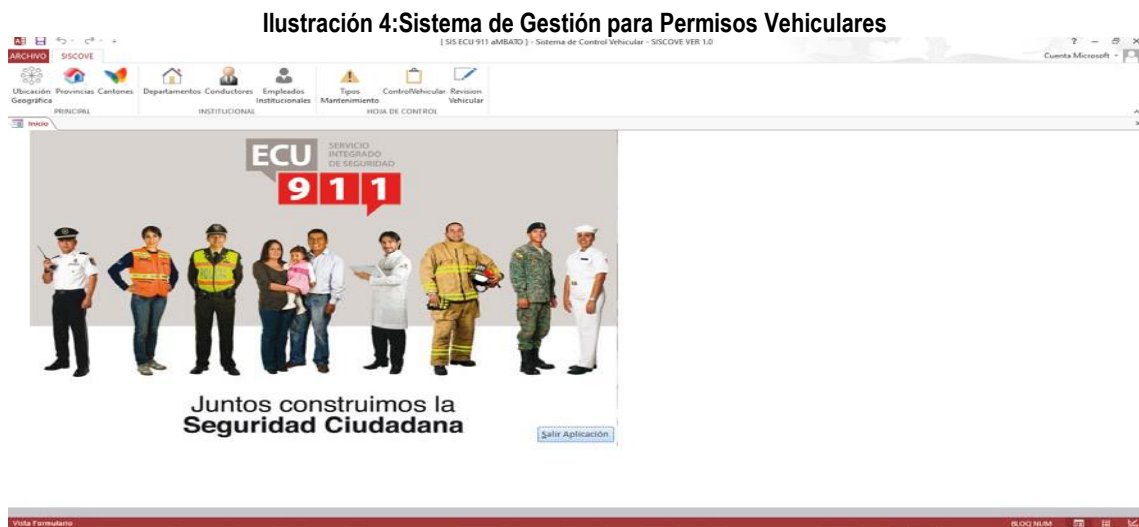 Ilustración 4:Sistema de Gestión para Permisos Vehiculares
[ SIS ECU 911 aMBATO ] - Sistema de Control Vehicular - SISCOVE VER 1.0
ARCHIVO SISCOVE
Cuenta Microsoft
Ubicación Geográfica
Provincias
Cantones
Departamentos
Conductores
Empleados Institucionales
Tipos Mantenimiento
ControlVehicular
Revision Vehicular
PRINCIPAL
INSTITUCIONAL
HOJA DE CONTROL
Inicio
ECU 911
SERVICIO
INTEGRADO
DE SEGURIDAD
POLICIA
Juntos construimos la
Seguridad Ciudadana
Salir Aplicación
Vista Formulario
BLOQ NUM